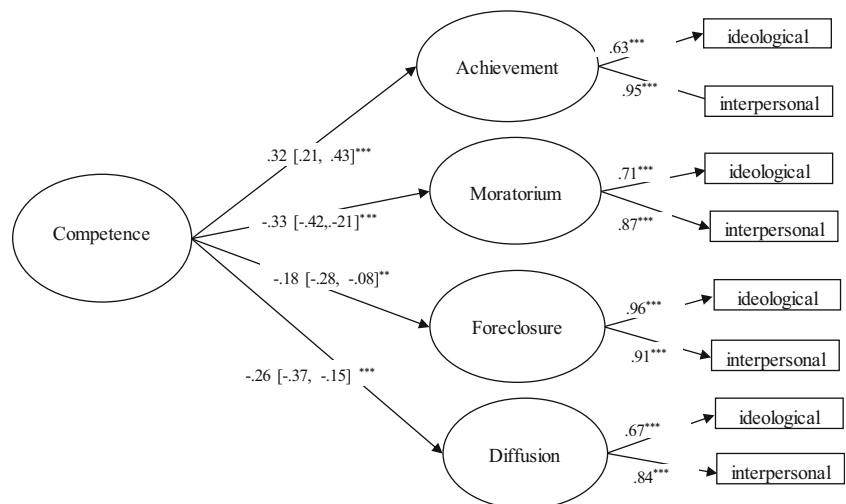 .63***
ideological
Achievement
.95***
interpersonal
.32 [.21, .43]***
.71***
ideological
Moratorium
.87***
interpersonal
-.33 [-.42,.-21]***
Competence
-.18 [-.28, -.08]**
.96***
ideological
Foreclosure
.91***
interpersonal
-.26 [-.37, -.15] ***
.67***
ideological
Diffusion
.84***
interpersonal